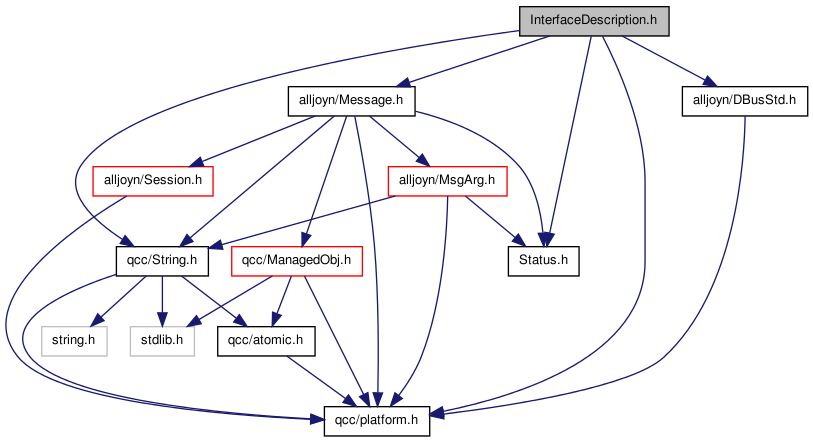 InterfaceDescription.h
alljoyn/Message.h
alljoyn/DBusStd.h
alljoyn/Session.h
alljoyn/MsgArg.h
qcc/String.h
qcc/ManagedObj.h
Status.h
string.h
stdlib.h
qcc/atomic.h
qcc/platform.h